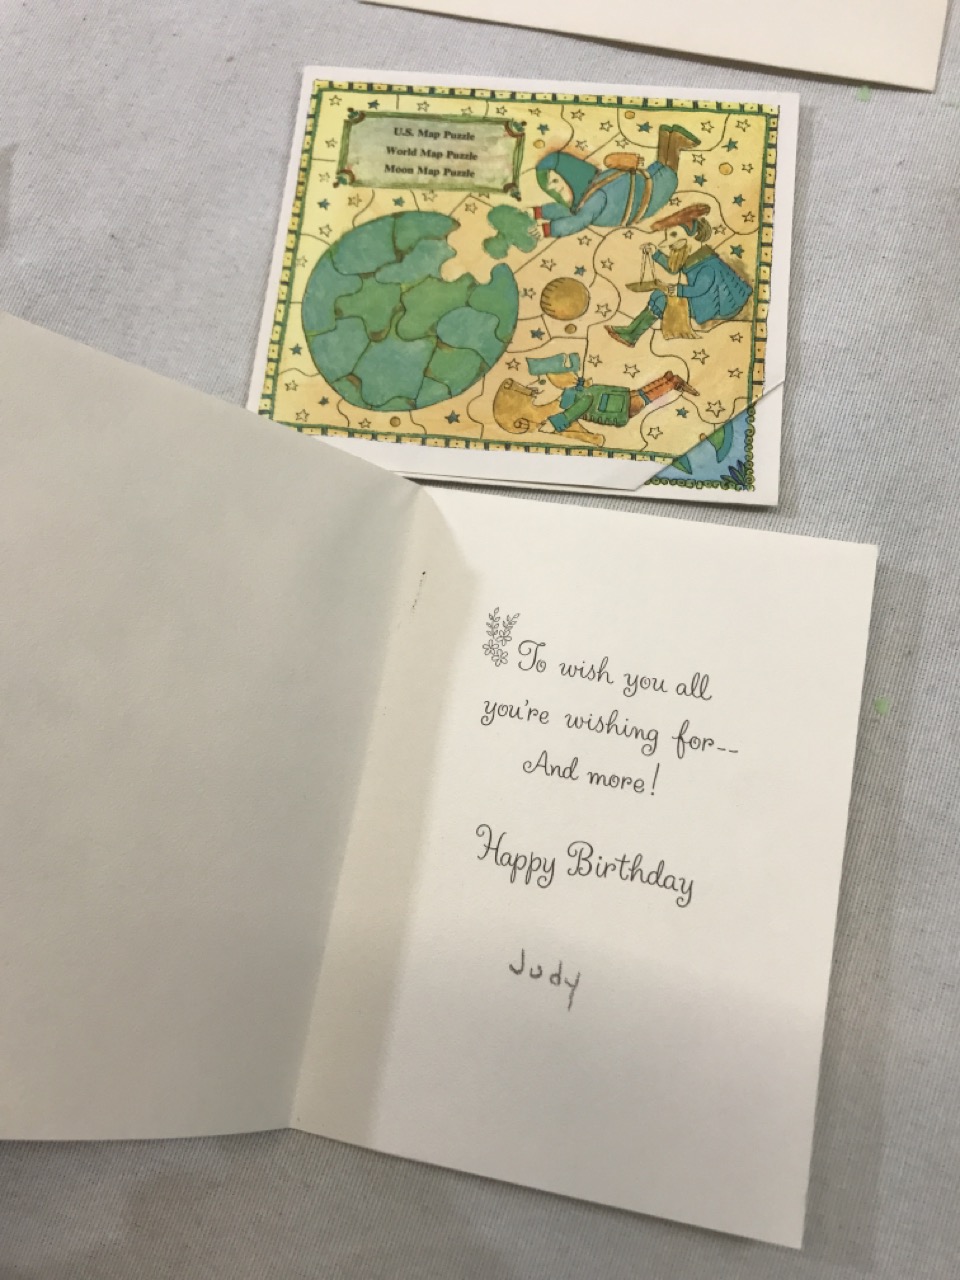 U.S. Map Puzzle
World Map Puzzle
Moon Map Puzzle
To wish you all
you're wishing for--
And more!
Happy Birthday
Judy